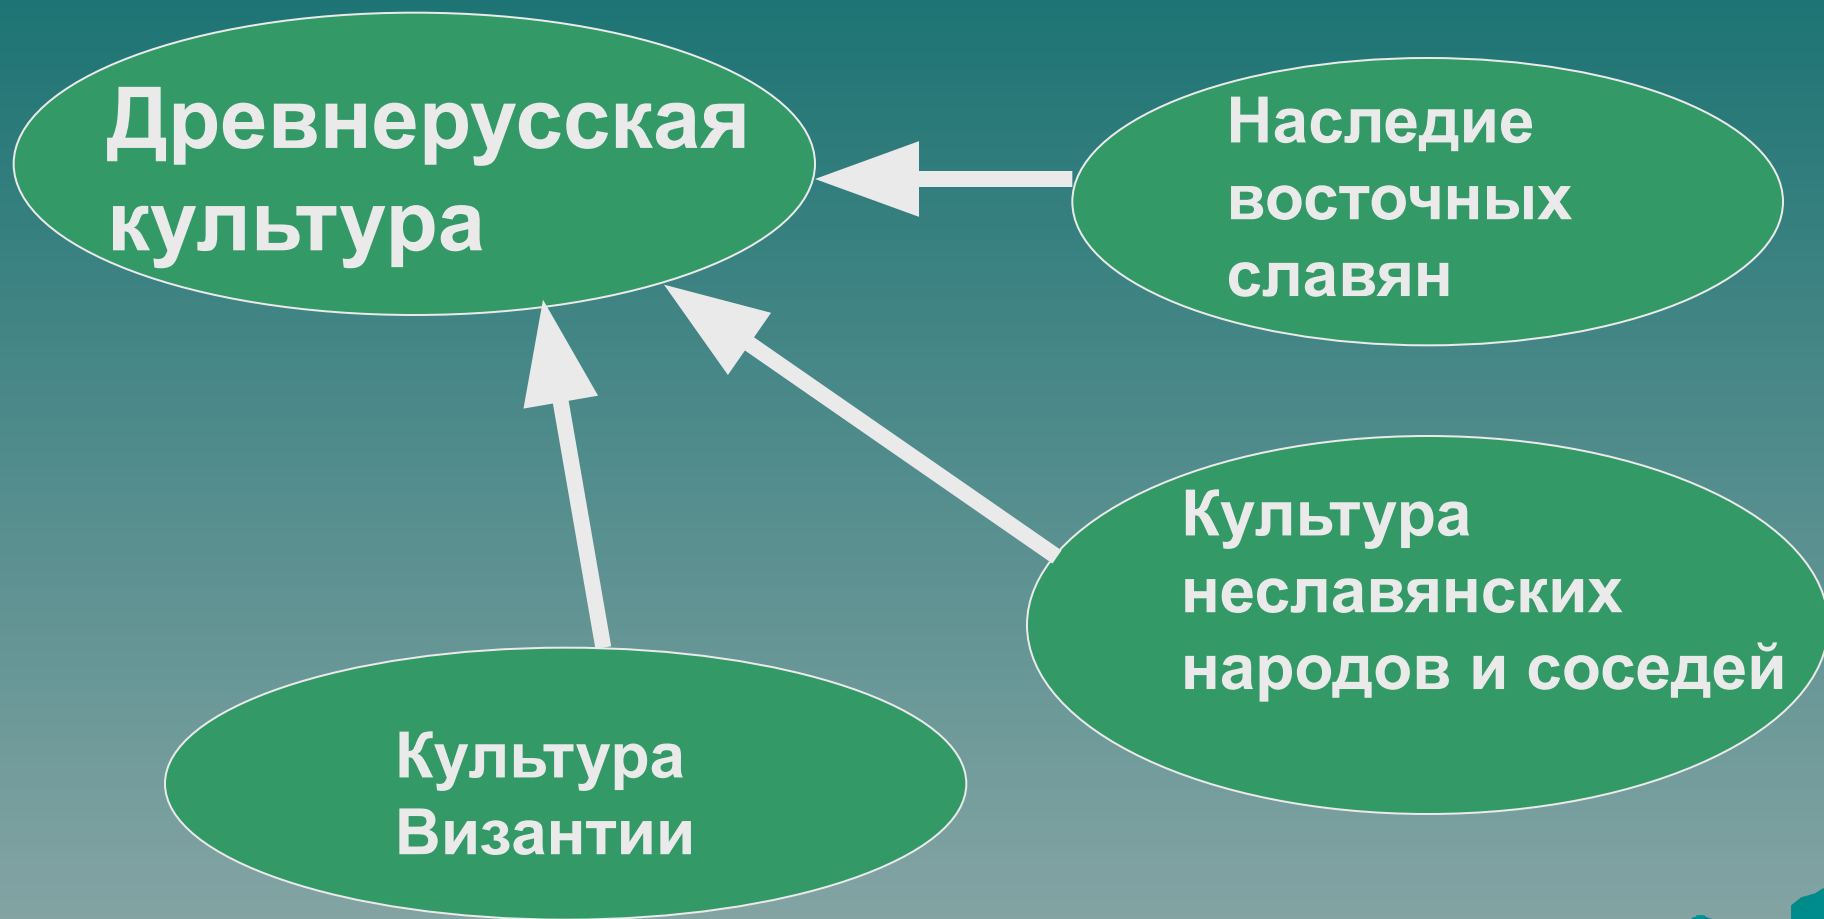 Древнерусская
культура
Наследие
восточных
славян
Культура
неславянских
народов и соседей
Культура
Византии